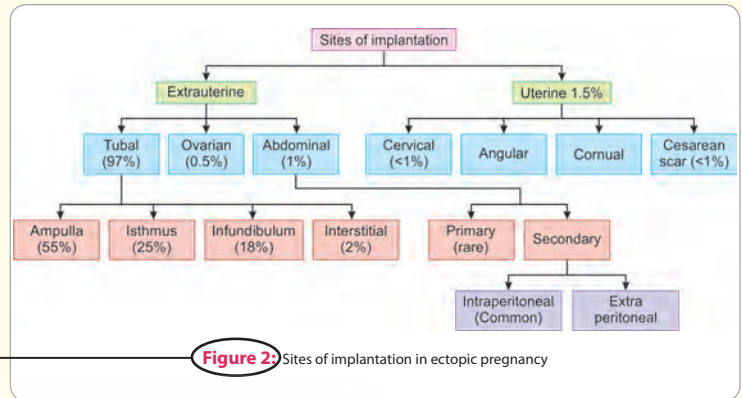 Sites of implantation
Extrauterine
Uterine 1.5%
Tubal
(97%)
Ovarian
(0.5%)
Abdominal
(1%)
Cervical
(<1%)
Angular
Cornual
Cesarean
scar (<1%)
Ampulla
(55%)
Isthmus
(25%)
Infundibulum
(18%)
Interstitial
(2%)
Primary
(rare)
Secondary
Intraperitoneal
(Common)
Extra
peritoneal
Figure 2: Sites of implantation in ectopic pregnancy